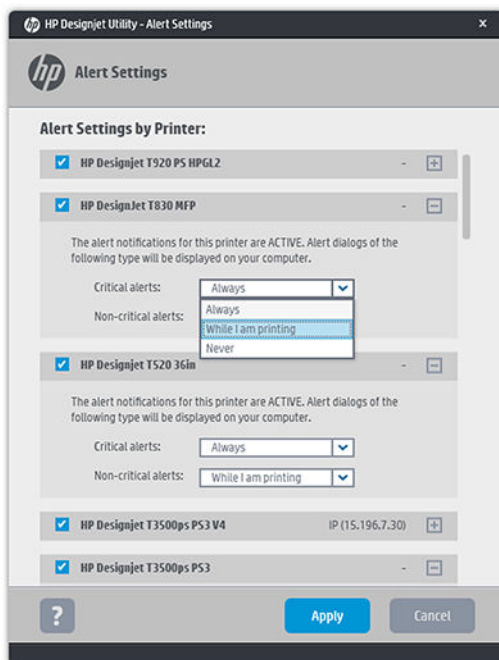 HP Designjet Utility - Alert Settings x
hp Alert Settings
Alert Settings by Printer:
HP Designjet T920 PS HPGL2 - +
HP DesignJet T830 MFP - -
The alert notifications for this printer are ACTIVE. Alert dialogs of the
following type will be displayed on your computer.
Critical alerts: Always
Always
Non-critical alerts: While I am printing
Never
HP Designjet T520 36in - -
The alert notifications for this printer are ACTIVE. Alert dialogs of the
following type will be displayed on your computer.
Critical alerts: Always
Non-critical alerts: While I am printing
HP Designjet T3500ps PS3 V4 IP (15.196.7.30) +
HP Designjet T3500ps PS3 - -
? Apply Cancel